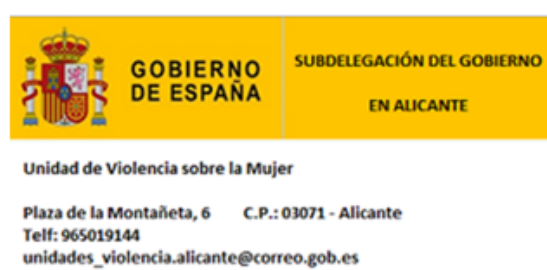 GOBIERNO
DE ESPAÑA
SUBDELEGACIÓN DEL GOBIERNO
EN ALICANTE
Unidad de Violencia sobre la Mujer
Plaza de la Montañeta, 6 C.P.: 03071 - Alicante
Telf: 965019144
unidades_violencia.alicante@correo.gob.es